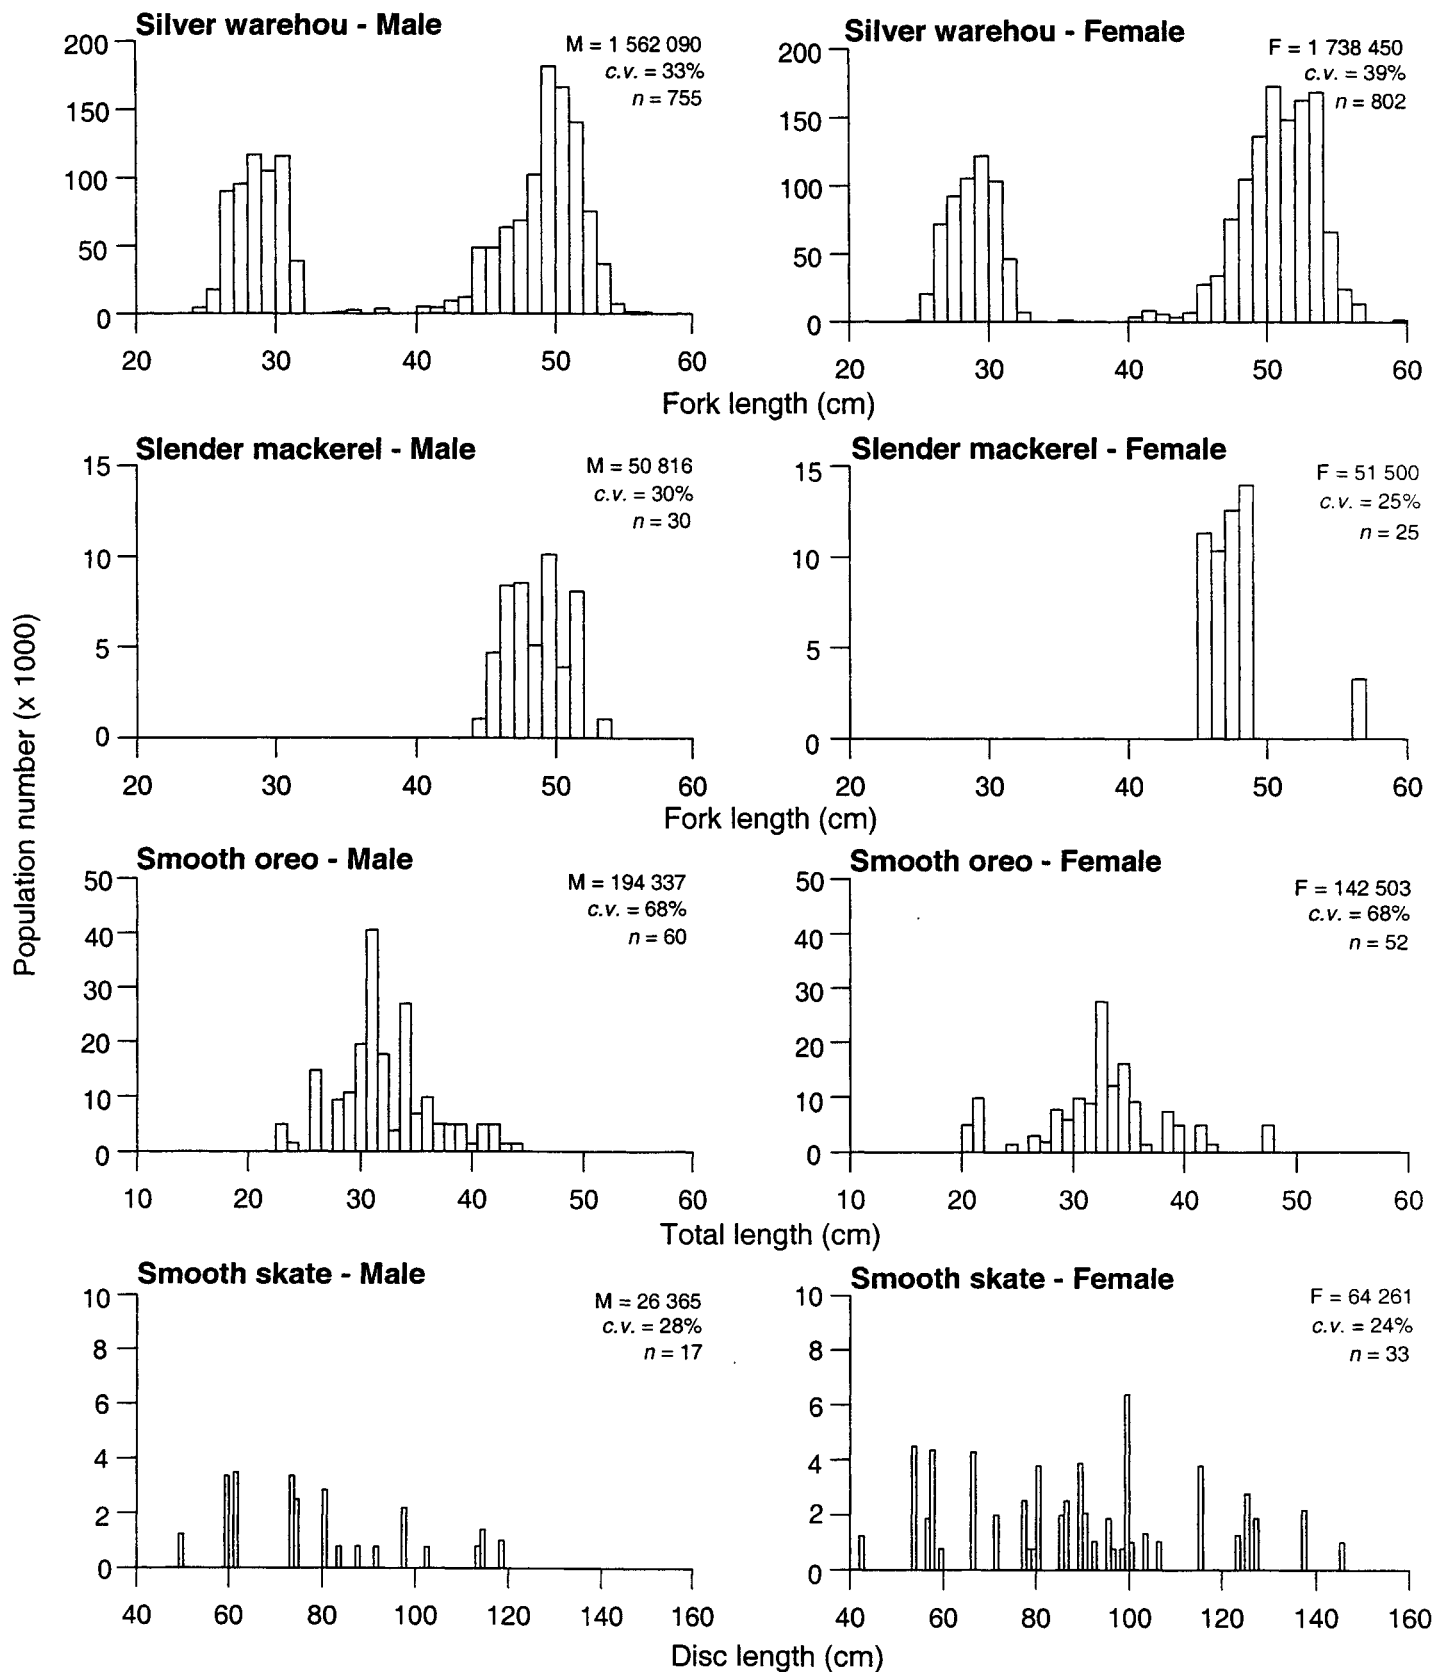 Silver warehou - Male
M = 1 562 090
c.v. = 33%
n = 755
200
150
100
50
0
20 30 40 50 60
Silver warehou - Female
F = 1 738 450
c.v. = 39%
n = 802
200
150
100
50
0
20 30 40 50 60
Fork length (cm)
Slender mackerel - Male
M = 50 816
c.v. = 30%
n = 30
15
10
5
0
20 30 40 50 60
Slender mackerel - Female
F = 51 500
c.v. = 25%
n = 25
15
10
5
0
20 30 40 50 60
Fork length (cm)
Population number (x 1000)
Smooth oreo - Male
M = 194 337
c.v. = 68%
n = 60
50
40
30
20
10
0
10 20 30 40 50 60
Smooth oreo - Female
F = 142 503
c.v. = 68%
n = 52
50
40
30
20
10
0
10 20 30 40 50 60
Total length (cm)
Smooth skate - Male
M = 26 365
c.v. = 28%
n = 17
10
8
6
4
2
0
40 60 80 100 120 140 160
Smooth skate - Female
F = 64 261
c.v. = 24%
n = 33
10
8
6
4
2
0
40 60 80 100 120 140 160
Disc length (cm)